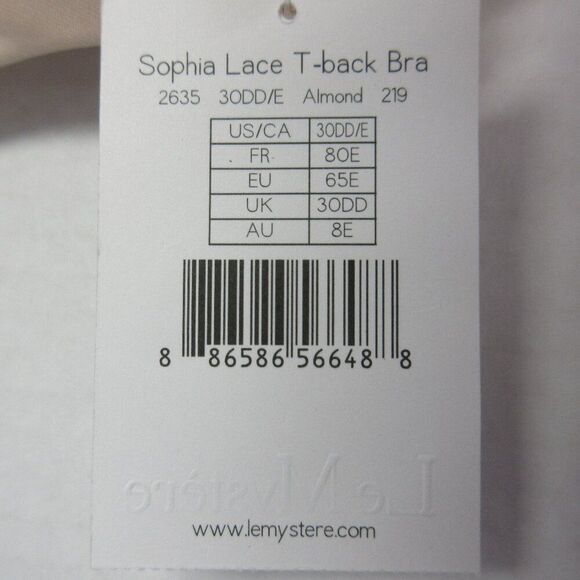 Sophia Lace T-back Bra
2635 30DD/E Almond 219
US/CA 30DD/E
FR 80E
EU 65E
UK 30DD
AU 8E
8 86586 56648 8
Le Mystère
www.lemystere.com